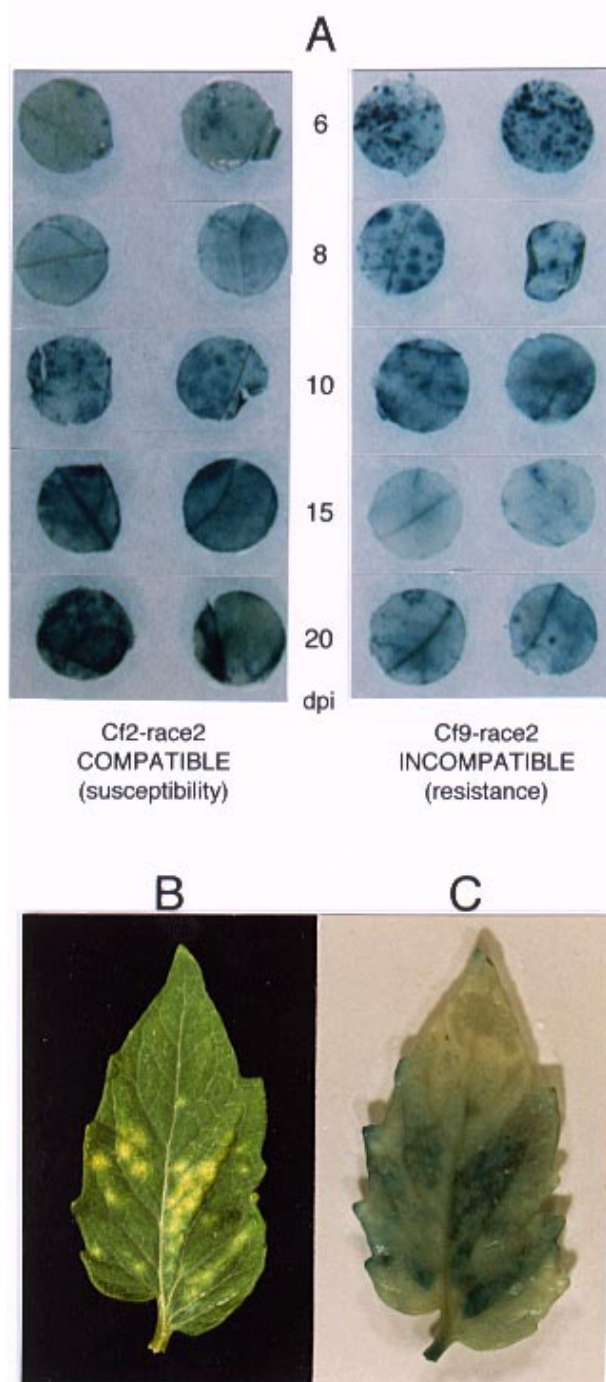 A
6
8
10
15
20
dpi
Cf2-race2
COMPATIBLE
(susceptibility)
Cf9-race2
INCOMPATIBLE
(resistance)
B
C